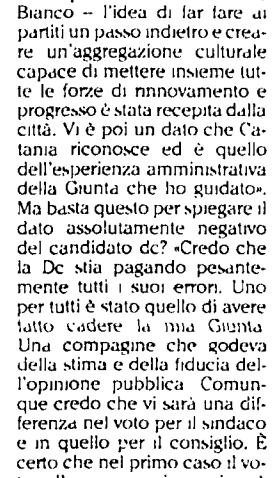 Bianco – l'idea di far fare ai
partiti un passo indietro e crea-
re un'aggregazione culturale
capace di mettere insieme tut-
te le forze di rinnovamento e
progresso è stata recepita dalla
città. Vi è poi un dato che Ca-
tania riconosce ed è quello
dell'esperienza amministrativa
della Giunta che ho guidato».
Ma basta questo per spiegare il
dato assolutamente negativo
del candidato dc? «Credo che
la Dc stia pagando pesante-
mente tutti i suoi errori. Uno
per tutti è stato quello di avere
fatto cadere la mia Giunta
Una compagine che godeva
della stima e della fiducia del-
l'opinione pubblica Comun-
que credo che vi sarà una dif-
ferenza nel voto per il sindaco
e in quello per il consiglio. È
certo che nel primo caso il vo-